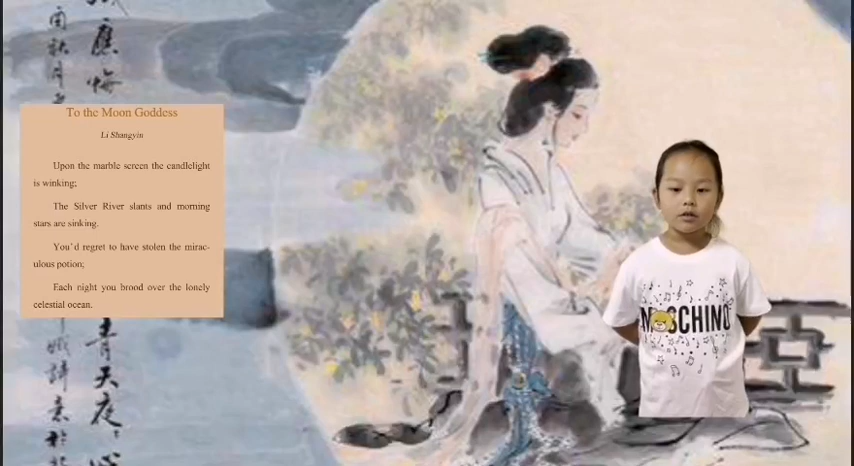 To the Moon Goddess
Li Shangyin
Upon the marble screen the candlelight
is winking;
The Silver River slants and morning
stars are sinking.
You'd regret to have stolen the mirac-
ulous potion;
Each night you brood over the lonely
celestial ocean.
應悔
青天夜
MOSCHINO